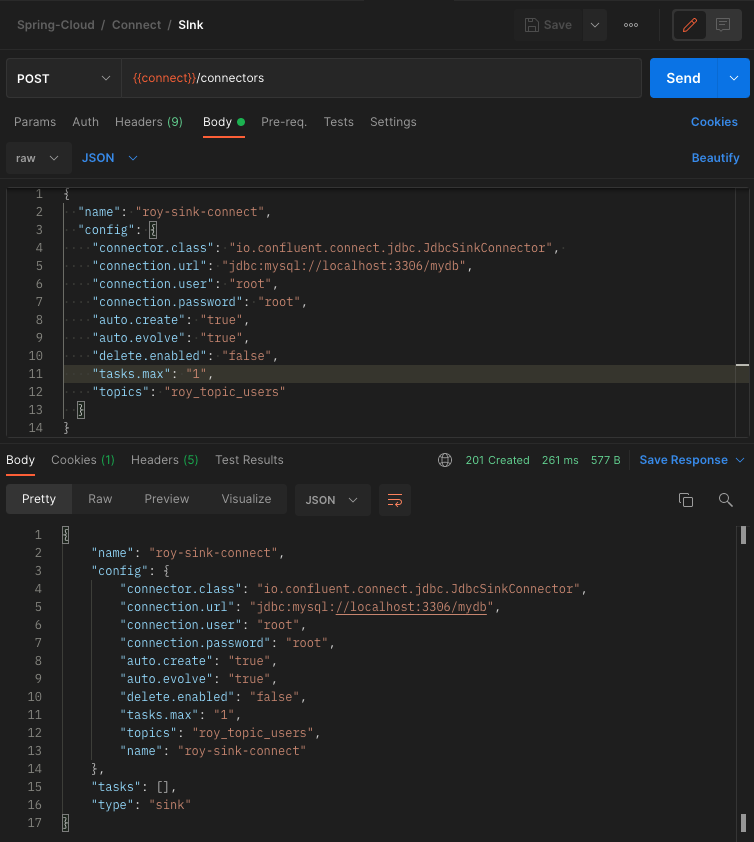 Spring-Cloud / Connect / SInk
Save
POST
{{connect}}/connectors
Send
Params Auth Headers (9) Body Pre-req. Tests Settings Cookies
raw JSON Beautify
1 {
2 "name": "roy-sink-connect",
3 "config": {
4 "connector.class": "io.confluent.connect.jdbc.JdbcSinkConnector",
5 "connection.url": "jdbc:mysql://localhost:3306/mydb",
6 "connection.user": "root",
7 "connection.password": "root",
8 "auto.create": "true",
9 "auto.evolve": "true",
10 "delete.enabled": "false",
11 "tasks.max": "1",
12 "topics": "roy_topic_users"
13 }
14 }
Body Cookies (1) Headers (5) Test Results 201 Created 261 ms 577 B Save Response
Pretty Raw Preview Visualize JSON
1 {
2 "name": "roy-sink-connect",
3 "config": {
4 "connector.class": "io.confluent.connect.jdbc.JdbcSinkConnector",
5 "connection.url": "jdbc:mysql://localhost:3306/mydb",
6 "connection.user": "root",
7 "connection.password": "root",
8 "auto.create": "true",
9 "auto.evolve": "true",
10 "delete.enabled": "false",
11 "tasks.max": "1",
12 "topics": "roy_topic_users",
13 "name": "roy-sink-connect"
14 },
15 "tasks": [],
16 "type": "sink"
17 }